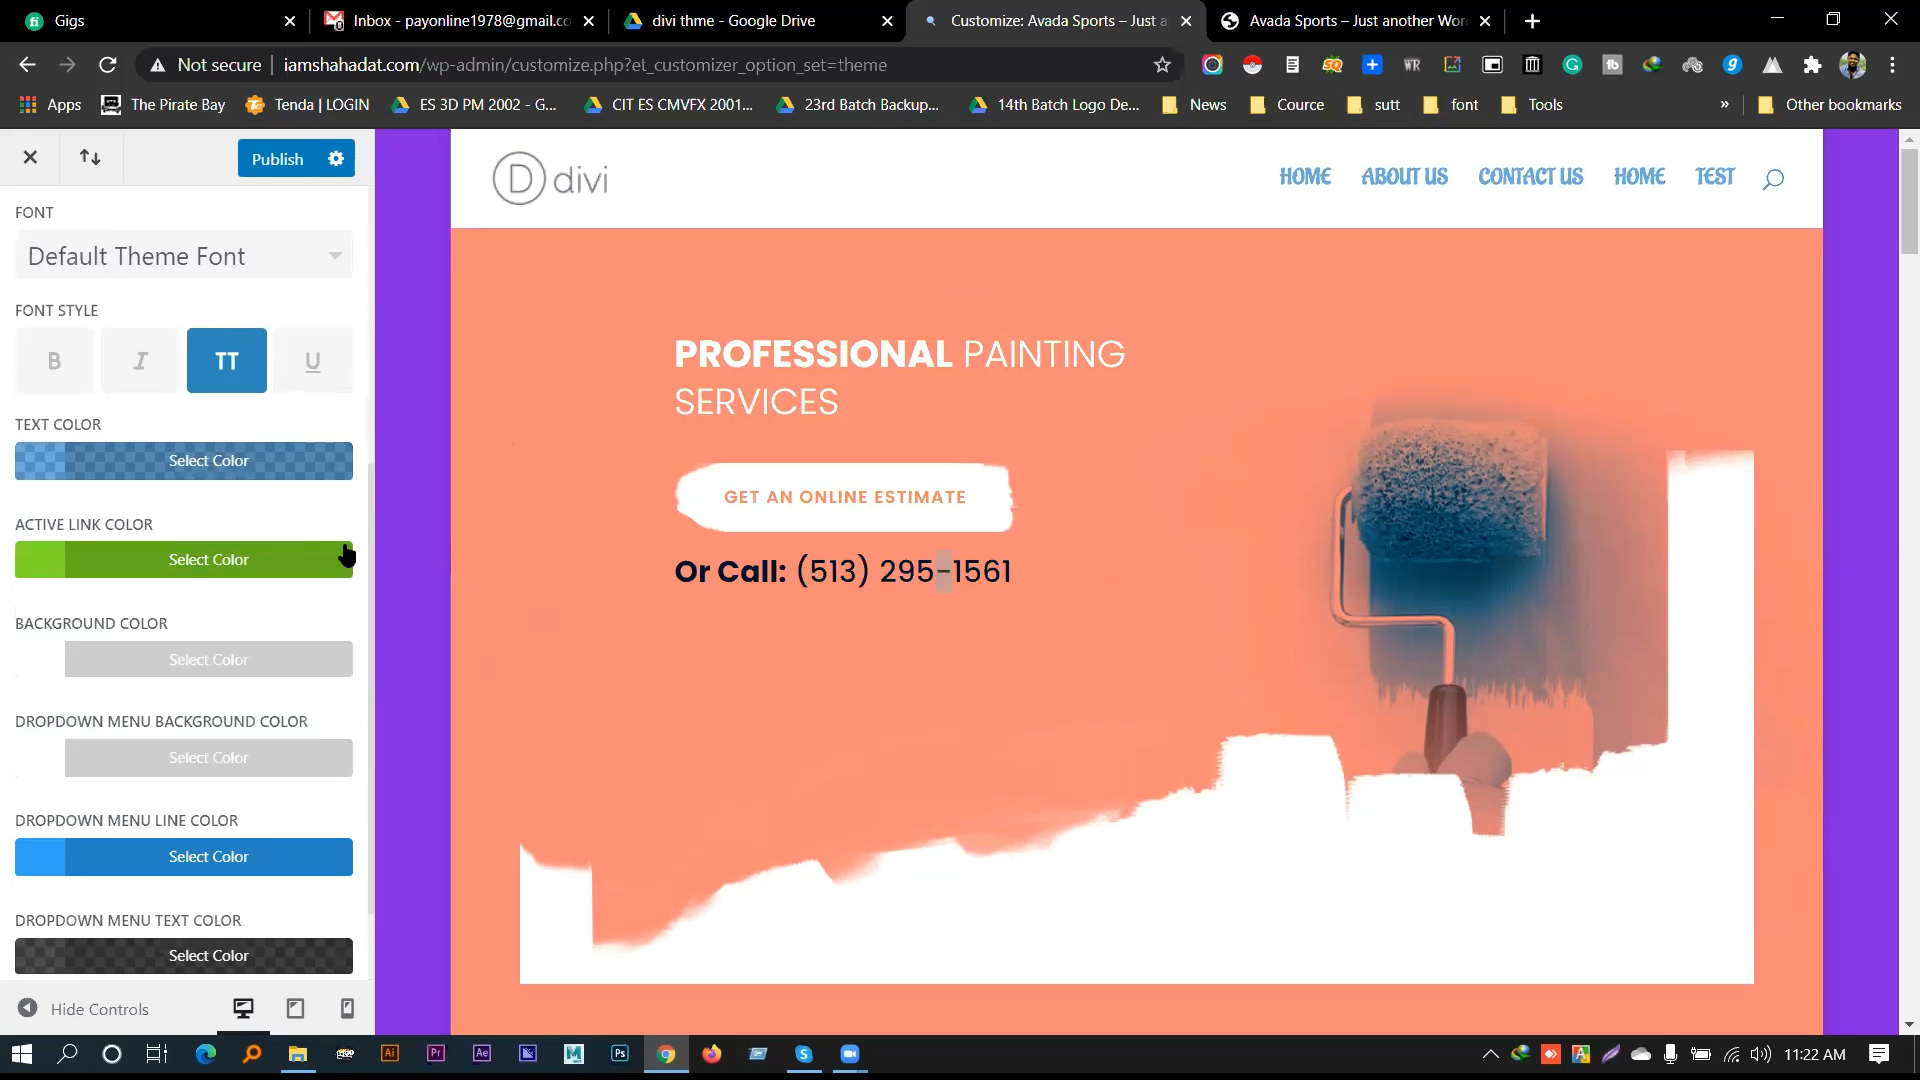 Gigs
Inbox - payonline1978@gmail.co
divi thme - Google Drive
Customize: Avada Sports – Just a
Avada Sports – Just another Wor
Not secure
iamshahadat.com/wp-admin/customize.php?et_customizer_option_set=theme
Apps
The Pirate Bay
Tenda | LOGIN
ES 3D PM 2002 - G...
CIT ES CMVFX 2001...
23rd Batch Backup...
14th Batch Logo De...
News
Cource
sutt
font
Tools
»
Other bookmarks
Publish
divi
HOME
ABOUT US
CONTACT US
HOME
TEST
FONT
Default Theme Font
FONT STYLE
B
I
TT
U
TEXT COLOR
Select Color
ACTIVE LINK COLOR
Select Color
BACKGROUND COLOR
Select Color
DROPDOWN MENU BACKGROUND COLOR
Select Color
DROPDOWN MENU LINE COLOR
Select Color
DROPDOWN MENU TEXT COLOR
Select Color
Hide Controls
PROFESSIONAL PAINTING
SERVICES
GET AN ONLINE ESTIMATE
Or Call: (513) 295-1561
11:22 AM